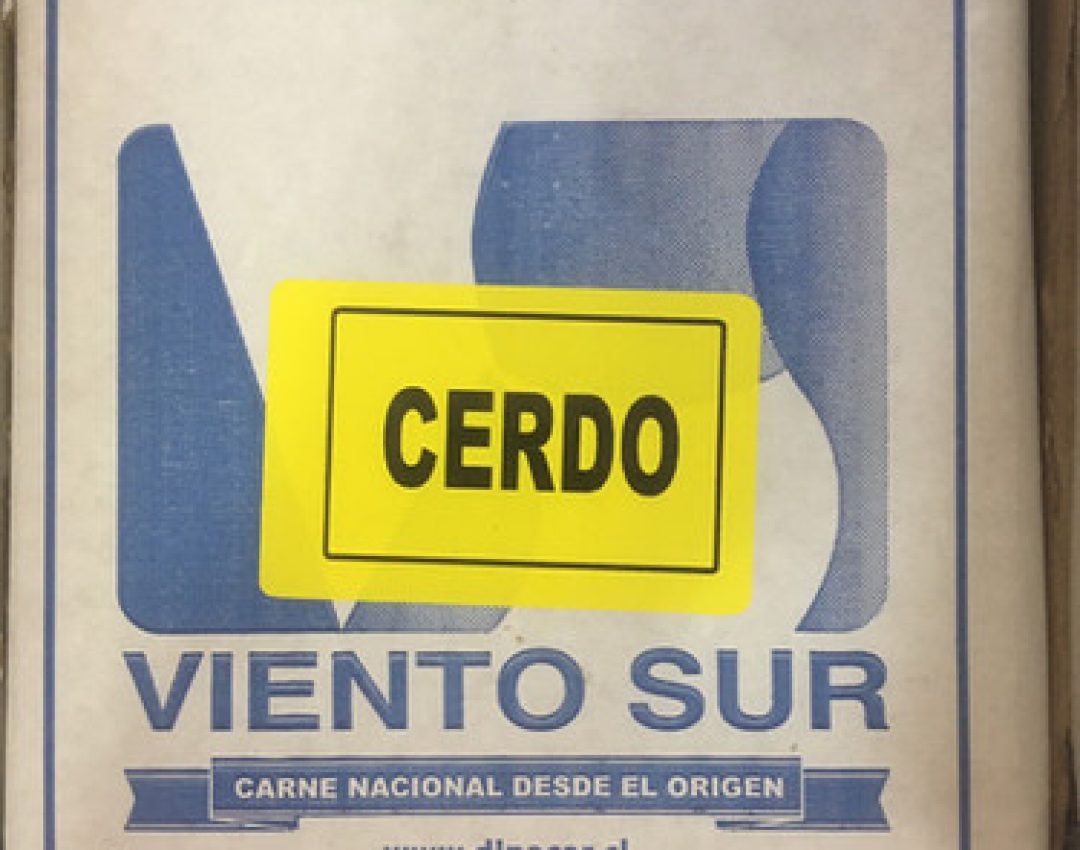 CERDO
VIENTO SUR
CARNE NACIONAL DESDE EL ORIGEN